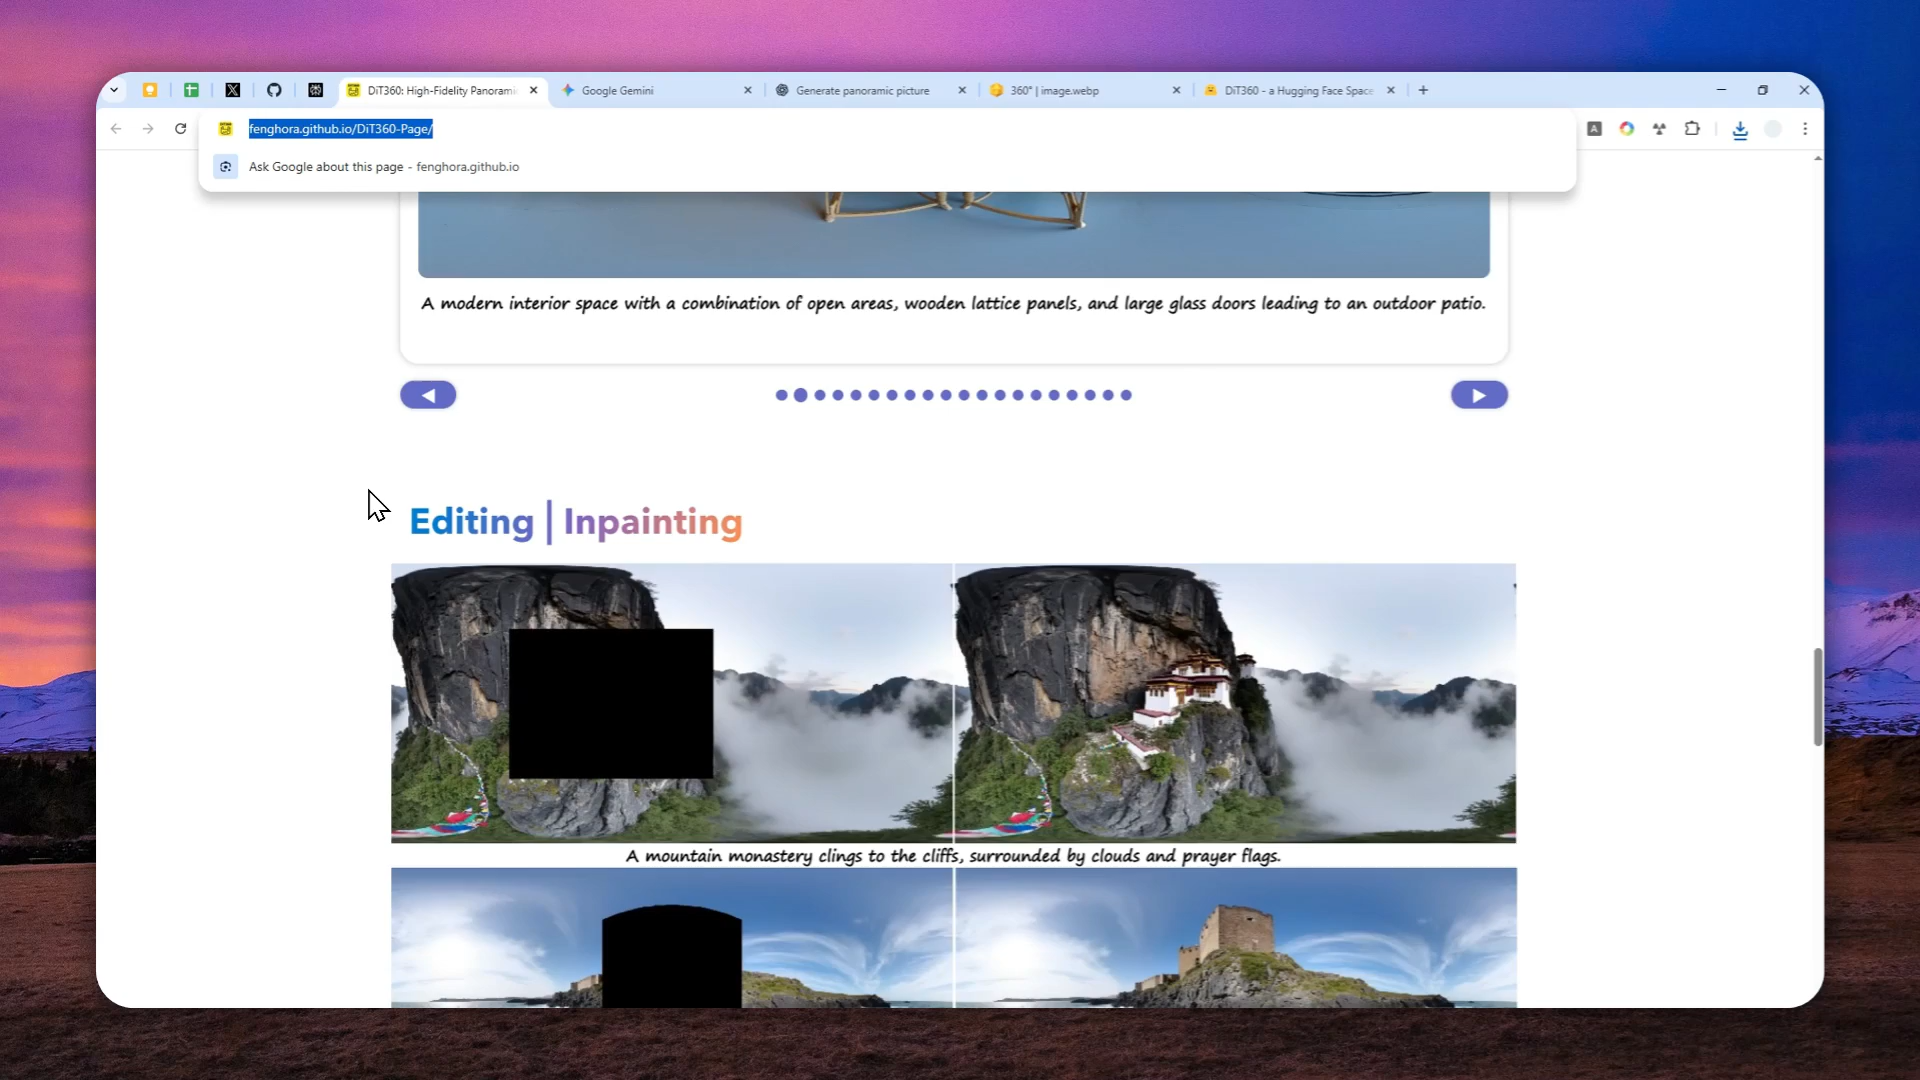 DiT360: High-Fidelity Panorami
Google Gemini
Generate panoramic picture
360° | image.webp
DiT360 - a Hugging Face Space
fenghora.github.io/DiT360-Page/
A
Ask Google about this page - fenghora.github.io
A modern interior space with a combination of open areas, wooden lattice panels, and large glass doors leading to an outdoor patio.
Editing | Inpainting
A mountain monastery clings to the cliffs, surrounded by clouds and prayer flags.